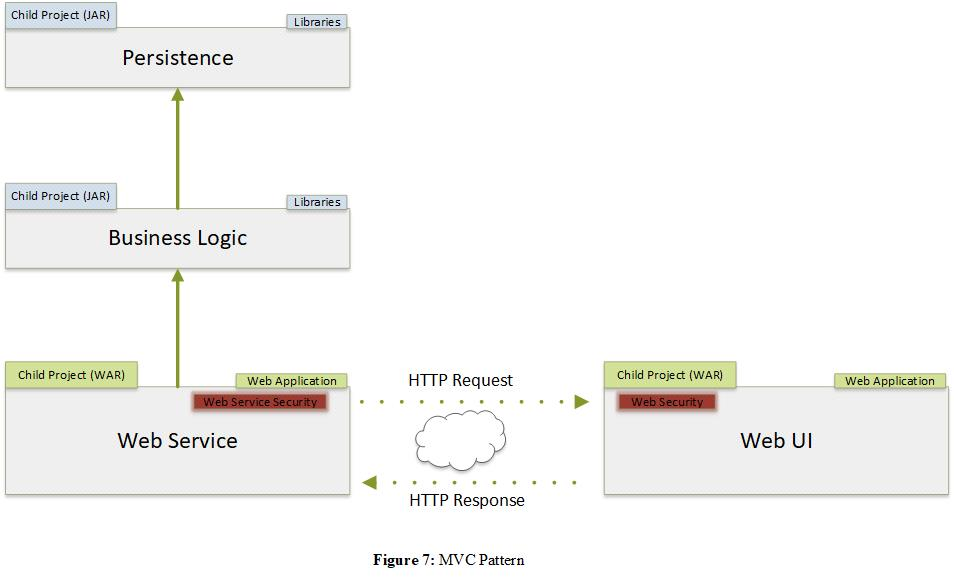 Child Project (JAR)
Libraries
Persistence
Child Project (JAR)
Libraries
Business Logic
Child Project (WAR)
Web Application
Web Service Security
Web Service
HTTP Request
HTTP Response
Child Project (WAR)
Web Application
Web Security
Web UI
Figure 7: MVC Pattern